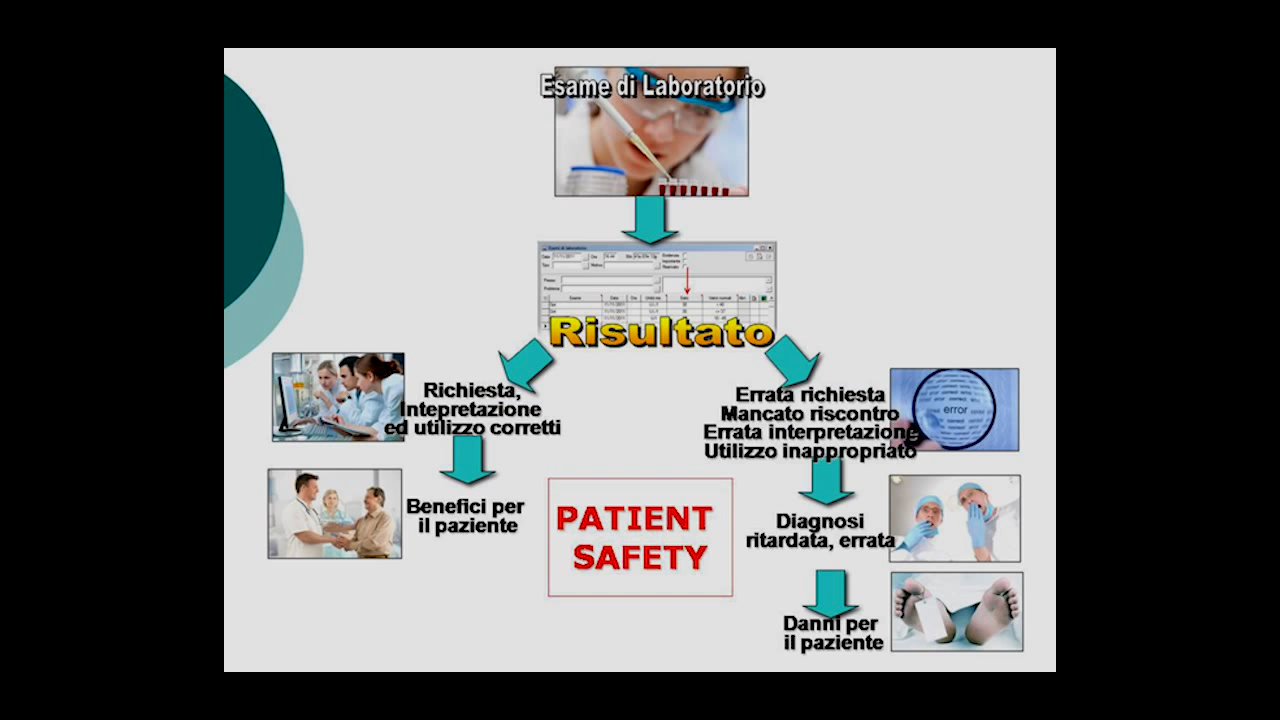 Esame di Laboratorio
Risultato
Richiesta,
Intepretazione
ed utilizzo corretti
Benefici per
il paziente
PATIENT
SAFETY
Errata richiesta
Mancato riscontro
Errata interpretazione
Utilizzo inappropriato
error
Diagnosi
ritardata, errata
Danni per
il paziente